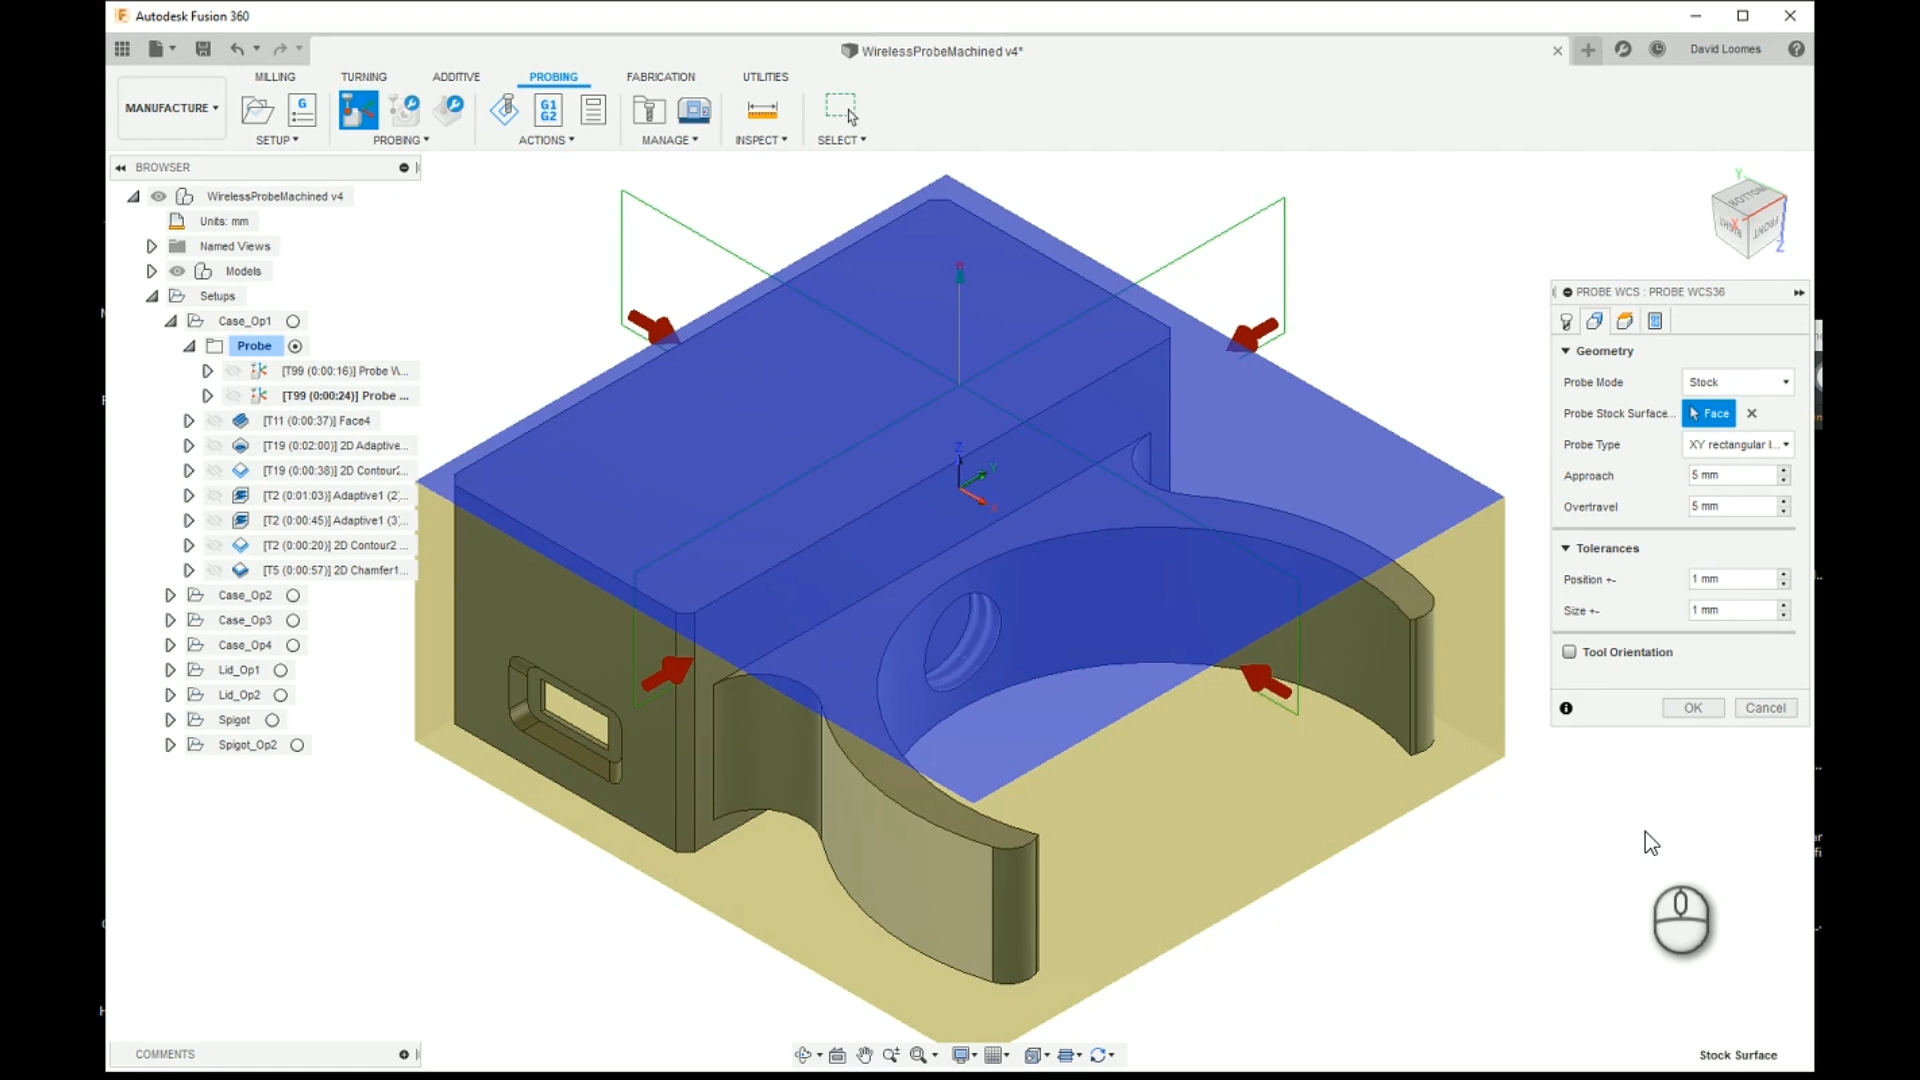 Autodesk Fusion 360
WirelessProbeMachined v4*
David Loomes
MILLING TURNING ADDITIVE PROBING FABRICATION UTILITIES
MANUFACTURE
G
G1
G2
SETUP PROBING ACTIONS MANAGE INSPECT SELECT
BROWSER
WirelessProbeMachined v4
Units: mm
Named Views
Models
Setups
Case_Op1
Probe
[T99 (0:00:16)] Probe W...
[T99 (0:00:24)] Probe ...
[T11 (0:00:37)] Face4
[T19 (0:02:00)] 2D Adaptive...
[T19 (0:00:38)] 2D Contour2...
[T2 (0:01:03)] Adaptive1 (2)...
[T2 (0:00:45)] Adaptive1 (3)...
[T2 (0:00:20)] 2D Contour2 ...
[T5 (0:00:57)] 2D Chamfer1...
Case_Op2
Case_Op3
Case_Op4
Lid_Op1
Lid_Op2
Spigot
Spigot_Op2
Z
Y
X
Y
BOTTOM
RIGHT
FRONT
X
Z
PROBE WCS : PROBE WCS36
Geometry
Probe Mode Stock
Probe Stock Surface... Face
Probe Type XY rectangular i...
Approach 5 mm
Overtravel 5 mm
Tolerances
Position +- 1 mm
Size +- 1 mm
Tool Orientation
OK Cancel
COMMENTS
Stock Surface